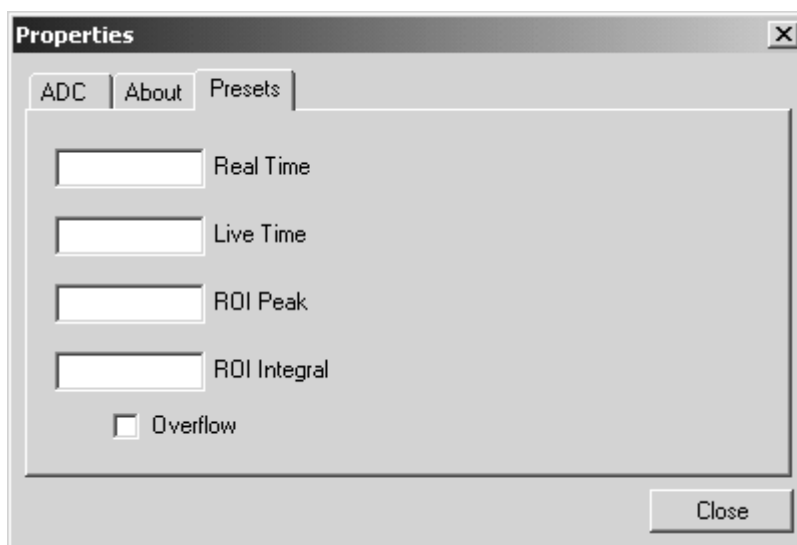 Properties
ADC About Presets
Real Time
Live Time
ROI Peak
ROI Integral
Overflow
Close